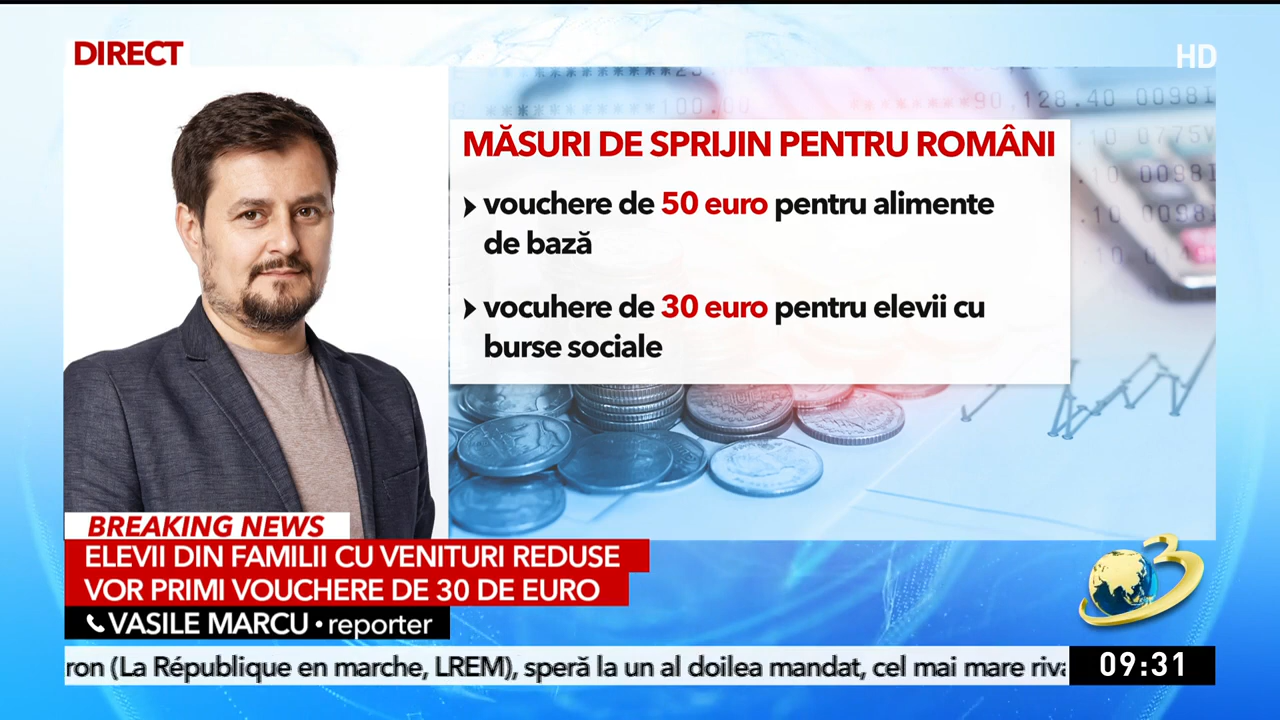 DIRECT
HD
MĂSURI DE SPRIJIN PENTRU ROMÂNI
vouchere de 50 euro pentru alimente
de bază
vocuhere de 30 euro pentru elevii cu
burse sociale
BREAKING NEWS
ELEVII DIN FAMILII CU VENITURI REDUSE
VOR PRIMI VOUCHERE DE 30 DE EURO
VASILE MARCU • reporter
3
ron (La République en marche, LREM), speră la un al doilea mandat, cel mai mare riva
09:31